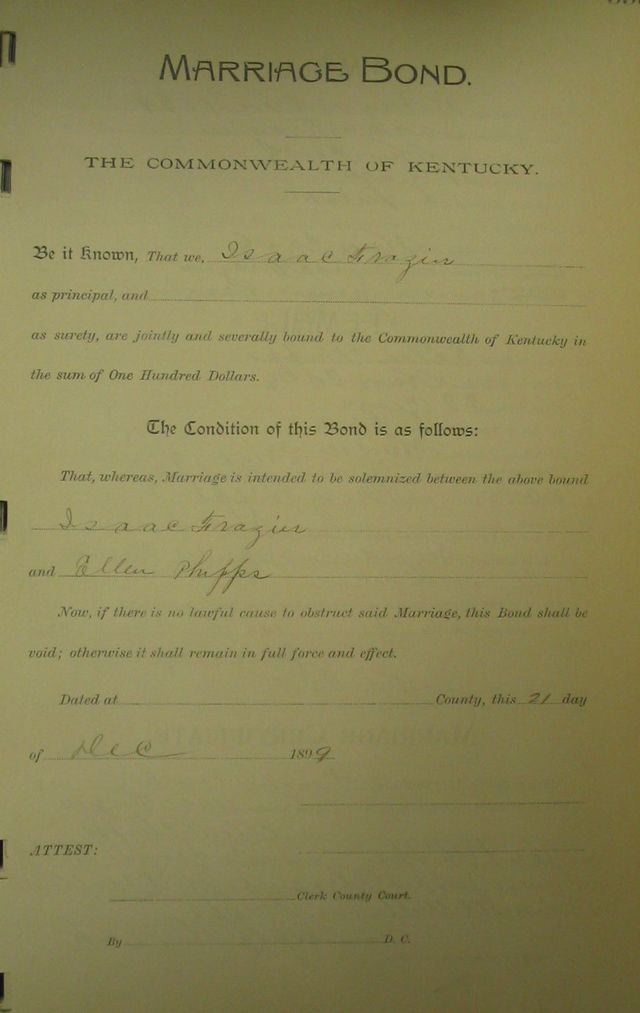 MARRIAGE BOND.
THE COMMONWEALTH OF KENTUCKY.
Be it Known, That we, Isaac Frazier
as principal, and
as surety, are jointly and severally bound to the Commonwealth of Kentucky in
the sum of One Hundred Dollars.
The Condition of this Bond is as follows:
That, whereas, Marriage is intended to be solemnized between the above bound
Isaac Frazier
and Ellen Phipps
Now, if there is no lawful cause to obstruct said Marriage, this Bond shall be
void; otherwise it shall remain in full force and effect.
Dated at County, this 21 day
of Dec 1899
ATTEST:
Clerk County Court.
By D. C.